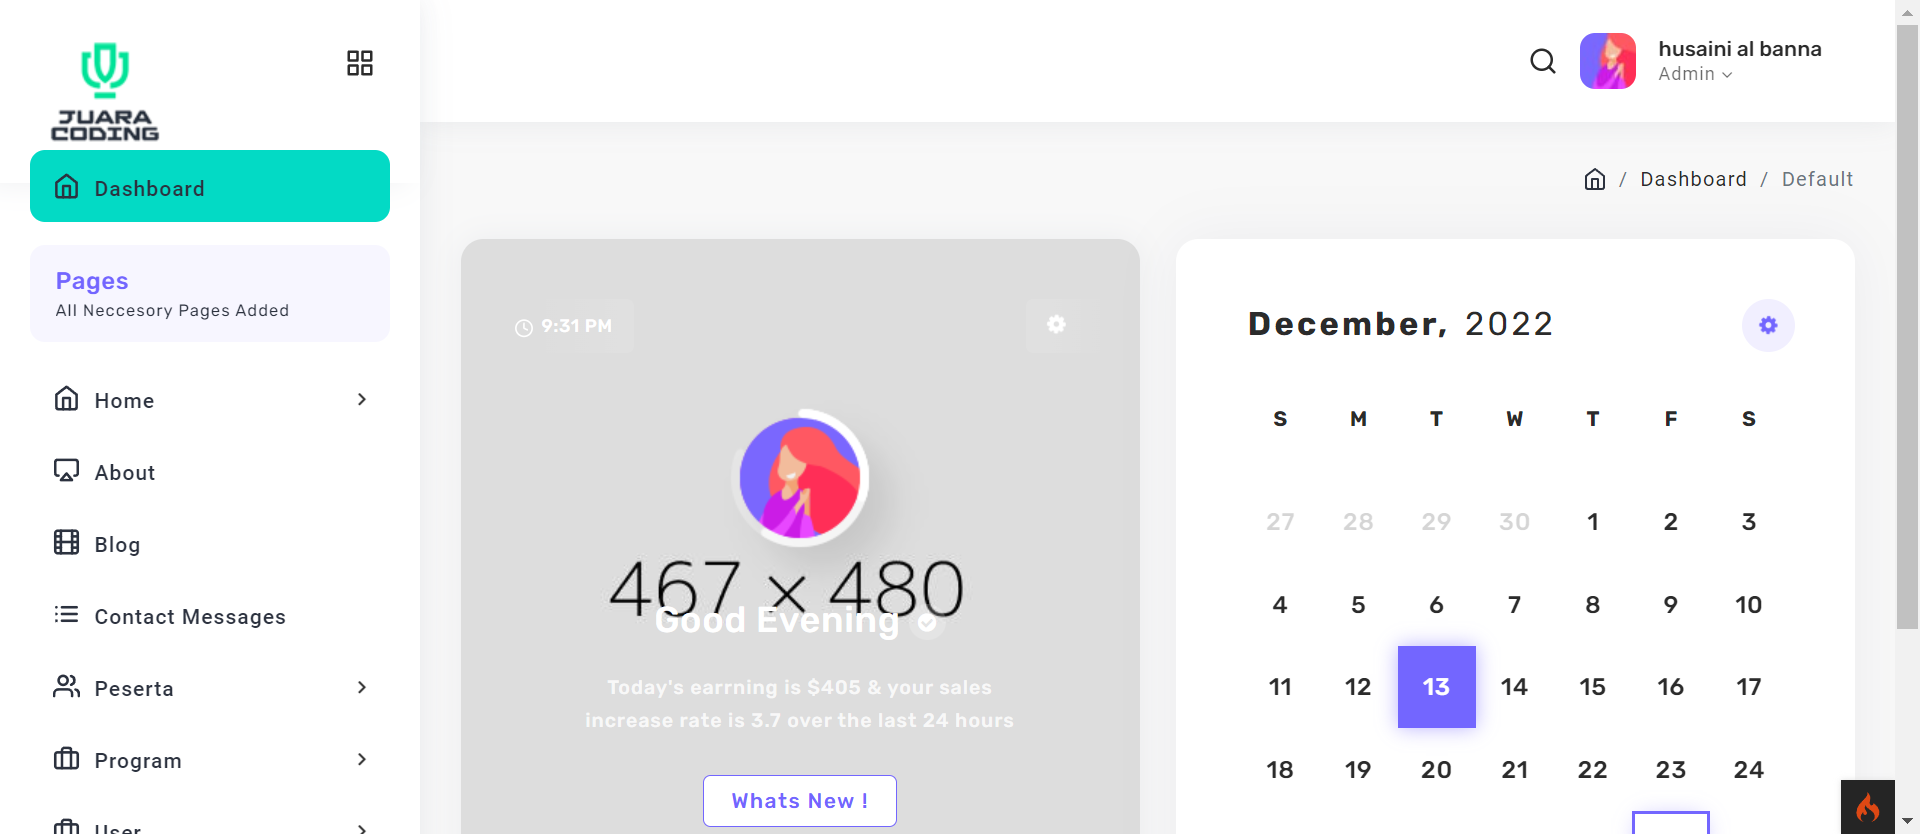 JUARA
CODING
husaini al banna
Admin
Dashboard
/ Dashboard / Default
Pages
All Neccesory Pages Added
Home
About
Blog
Contact Messages
Peserta
Program
User
9:31 PM
467 × 480
Good Evening
Today's earrning is $405 & your sales
increase rate is 3.7 over the last 24 hours
Whats New !
December, 2022
S M T W T F S
27 28 29 30 1 2 3
4 5 6 7 8 9 10
11 12 13 14 15 16 17
18 19 20 21 22 23 24